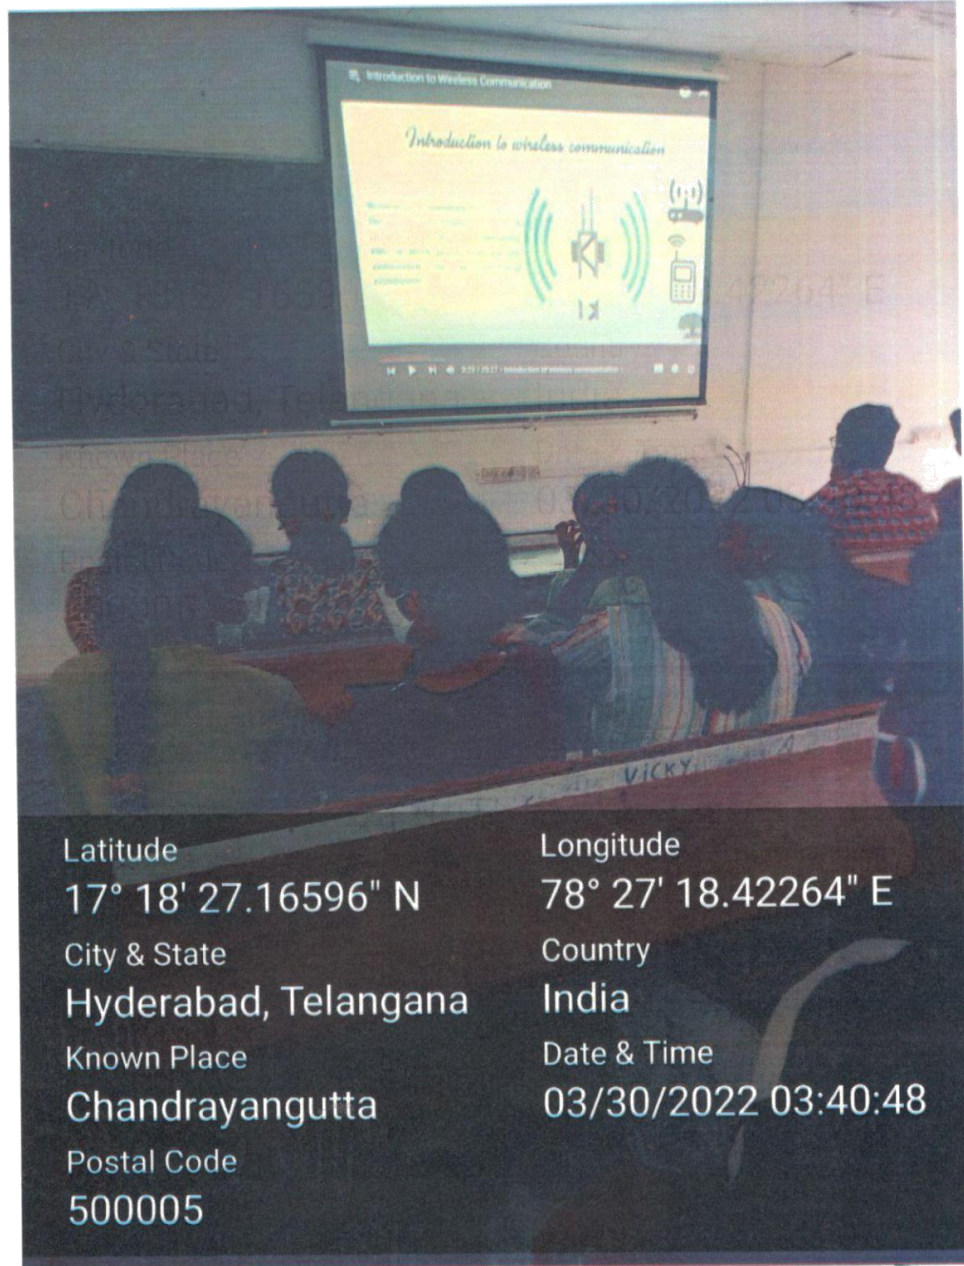 Introduction to Wireless Communication
Introduction to wireless communication
VICKY
Latitude
17° 18' 27.16596" N
Longitude
78° 27' 18.42264" E
City & State
Hyderabad, Telangana
Country
India
Known Place
Chandrayangutta
Date & Time
03/30/2022 03:40:48
Postal Code
500005